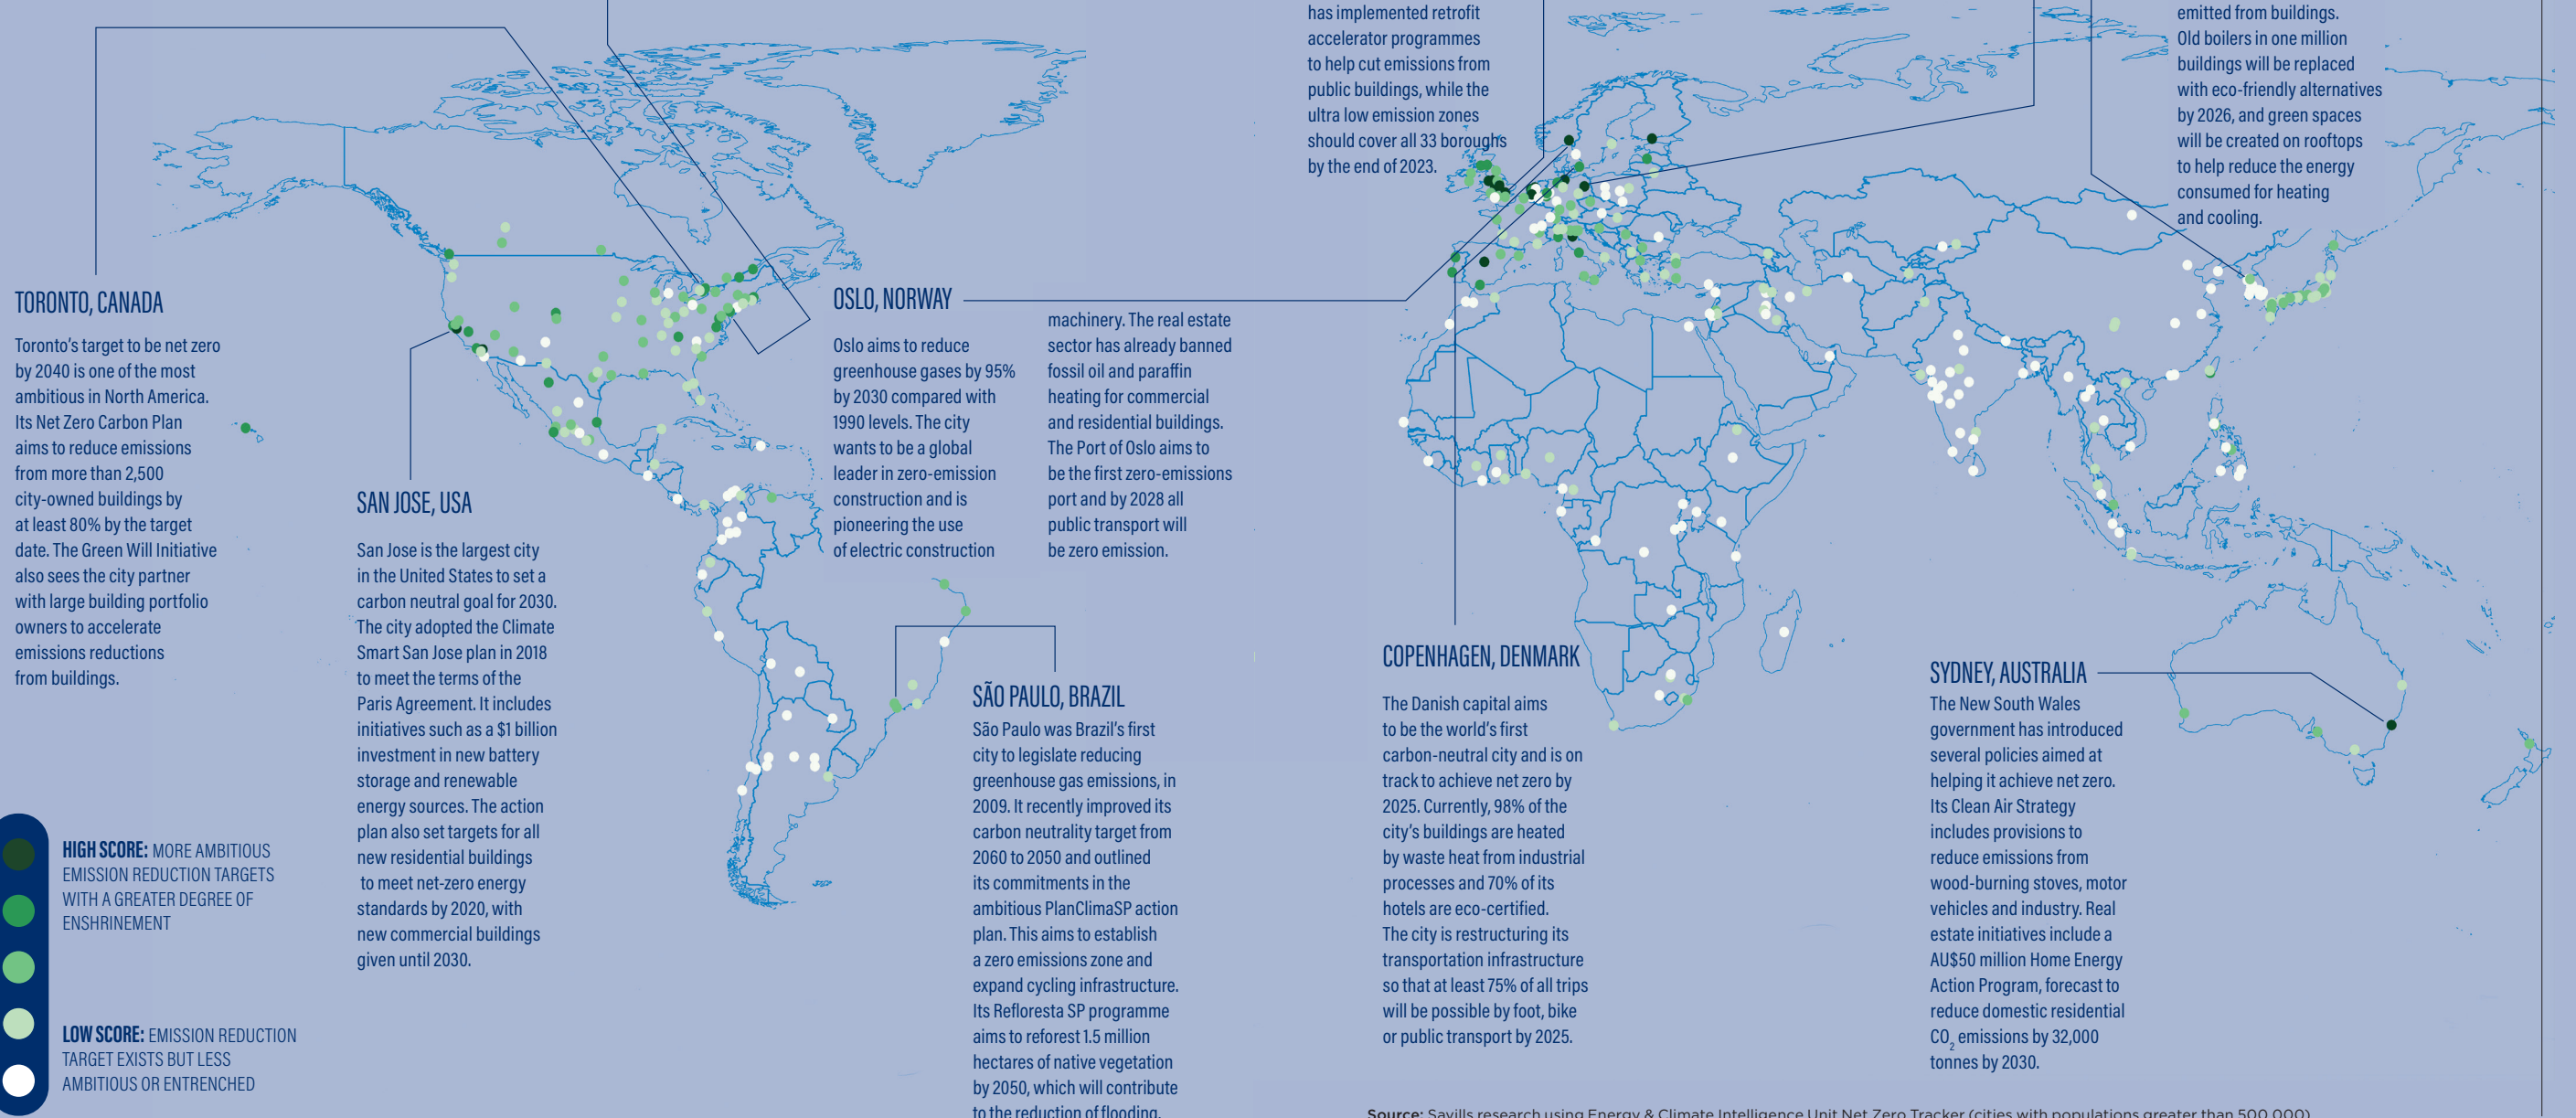 TORONTO, CANADA
Toronto’s target to be net zero
by 2040 is one of the most
ambitious in North America.
Its Net Zero Carbon Plan
aims to reduce emissions
from more than 2,500
city-owned buildings by
at least 80% by the target
date. The Green Will Initiative
also sees the city partner
with large building portfolio
owners to accelerate
emissions reductions
from buildings.
SAN JOSE, USA
San Jose is the largest city
in the United States to set a
carbon neutral goal for 2030.
The city adopted the Climate
Smart San Jose plan in 2018
to meet the terms of the
Paris Agreement. It includes
initiatives such as a $1 billion
investment in new battery
storage and renewable
energy sources. The action
plan also set targets for all
new residential buildings
to meet net-zero energy
standards by 2020, with
new commercial buildings
given until 2030.
OSLO, NORWAY
Oslo aims to reduce
greenhouse gases by 95%
by 2030 compared with
1990 levels. The city
wants to be a global
leader in zero-emission
construction and is
pioneering the use
of electric construction
machinery. The real estate
sector has already banned
fossil oil and paraffin
heating for commercial
and residential buildings.
The Port of Oslo aims to
be the first zero-emissions
port and by 2028 all
public transport will
be zero emission.
SÃO PAULO, BRAZIL
São Paulo was Brazil’s first
city to legislate reducing
greenhouse gas emissions, in
2009. It recently improved its
carbon neutrality target from
2060 to 2050 and outlined
its commitments in the
ambitious PlanClimaSP action
plan. This aims to establish
a zero emissions zone and
expand cycling infrastructure.
Its Refloresta SP programme
aims to reforest 1.5 million
hectares of native vegetation
by 2050, which will contribute
to the reduction of flooding.
has implemented retrofit
accelerator programmes
to help cut emissions from
public buildings, while the
ultra low emission zones
should cover all 33 boroughs
by the end of 2023.
COPENHAGEN, DENMARK
The Danish capital aims
to be the world’s first
carbon-neutral city and is on
track to achieve net zero by
2025. Currently, 98% of the
city’s buildings are heated
by waste heat from industrial
processes and 70% of its
hotels are eco-certified.
The city is restructuring its
transportation infrastructure
so that at least 75% of all trips
will be possible by foot, bike
or public transport by 2025.
emitted from buildings.
Old boilers in one million
buildings will be replaced
with eco-friendly alternatives
by 2026, and green spaces
will be created on rooftops
to help reduce the energy
consumed for heating
and cooling.
SYDNEY, AUSTRALIA
The New South Wales
government has introduced
several policies aimed at
helping it achieve net zero.
Its Clean Air Strategy
includes provisions to
reduce emissions from
wood-burning stoves, motor
vehicles and industry. Real
estate initiatives include a
AU$50 million Home Energy
Action Program, forecast to
reduce domestic residential
CO₂ emissions by 32,000
tonnes by 2030.
HIGH SCORE: MORE AMBITIOUS
EMISSION REDUCTION TARGETS
WITH A GREATER DEGREE OF
ENSHRINEMENT
LOW SCORE: EMISSION REDUCTION
TARGET EXISTS BUT LESS
AMBITIOUS OR ENTRENCHED
Source: Savills research using Energy & Climate Intelligence Unit Net Zero Tracker (cities with populations greater than 500,000)